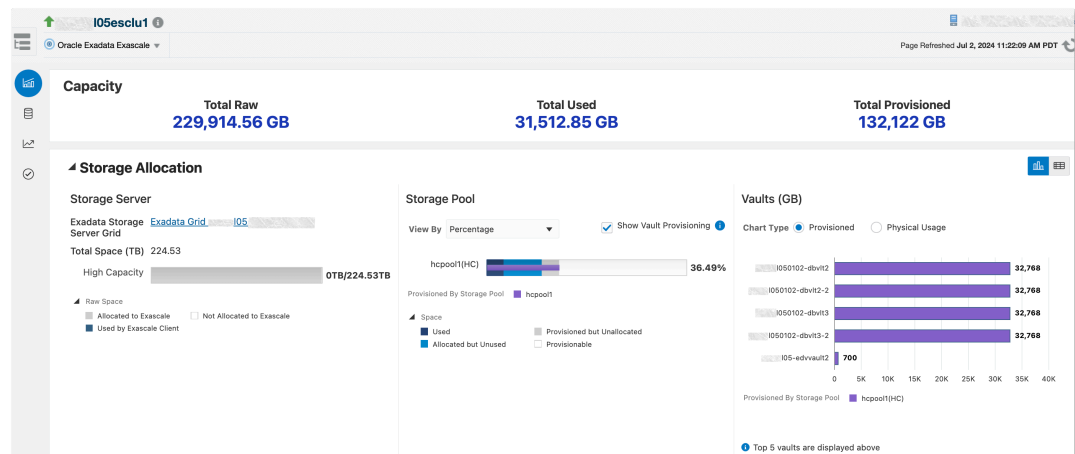 l05esclu1
Oracle Exadata Exascale
Page Refreshed Jul 2, 2024 11:22:09 AM PDT
Capacity
Total Raw
229,914.56 GB
Total Used
31,512.85 GB
Total Provisioned
132,122 GB
Storage Allocation
Storage Server
Exadata Storage Server Grid
Exadata Grid l05
Total Space (TB) 224.53
High Capacity
0TB/224.53TB
Raw Space
Allocated to Exascale
Not Allocated to Exascale
Used by Exascale Client
Storage Pool
View By Percentage
Show Vault Provisioning
hcpool1(HC)
36.49%
Provisioned By Storage Pool hcpool1
Space
Used
Provisioned but Unallocated
Allocated but Unused
Provisionable
Vaults (GB)
Chart Type Provisioned Physical Usage
l050102-dbvlt2 32,768
l050102-dbvlt2-2 32,768
l050102-dbvlt3 32,768
l050102-dbvlt3-2 32,768
l05-edvvault2 700
0 5K 10K 15K 20K 25K 30K 35K 40K
Provisioned By Storage Pool hcpool1(HC)
Top 5 vaults are displayed above